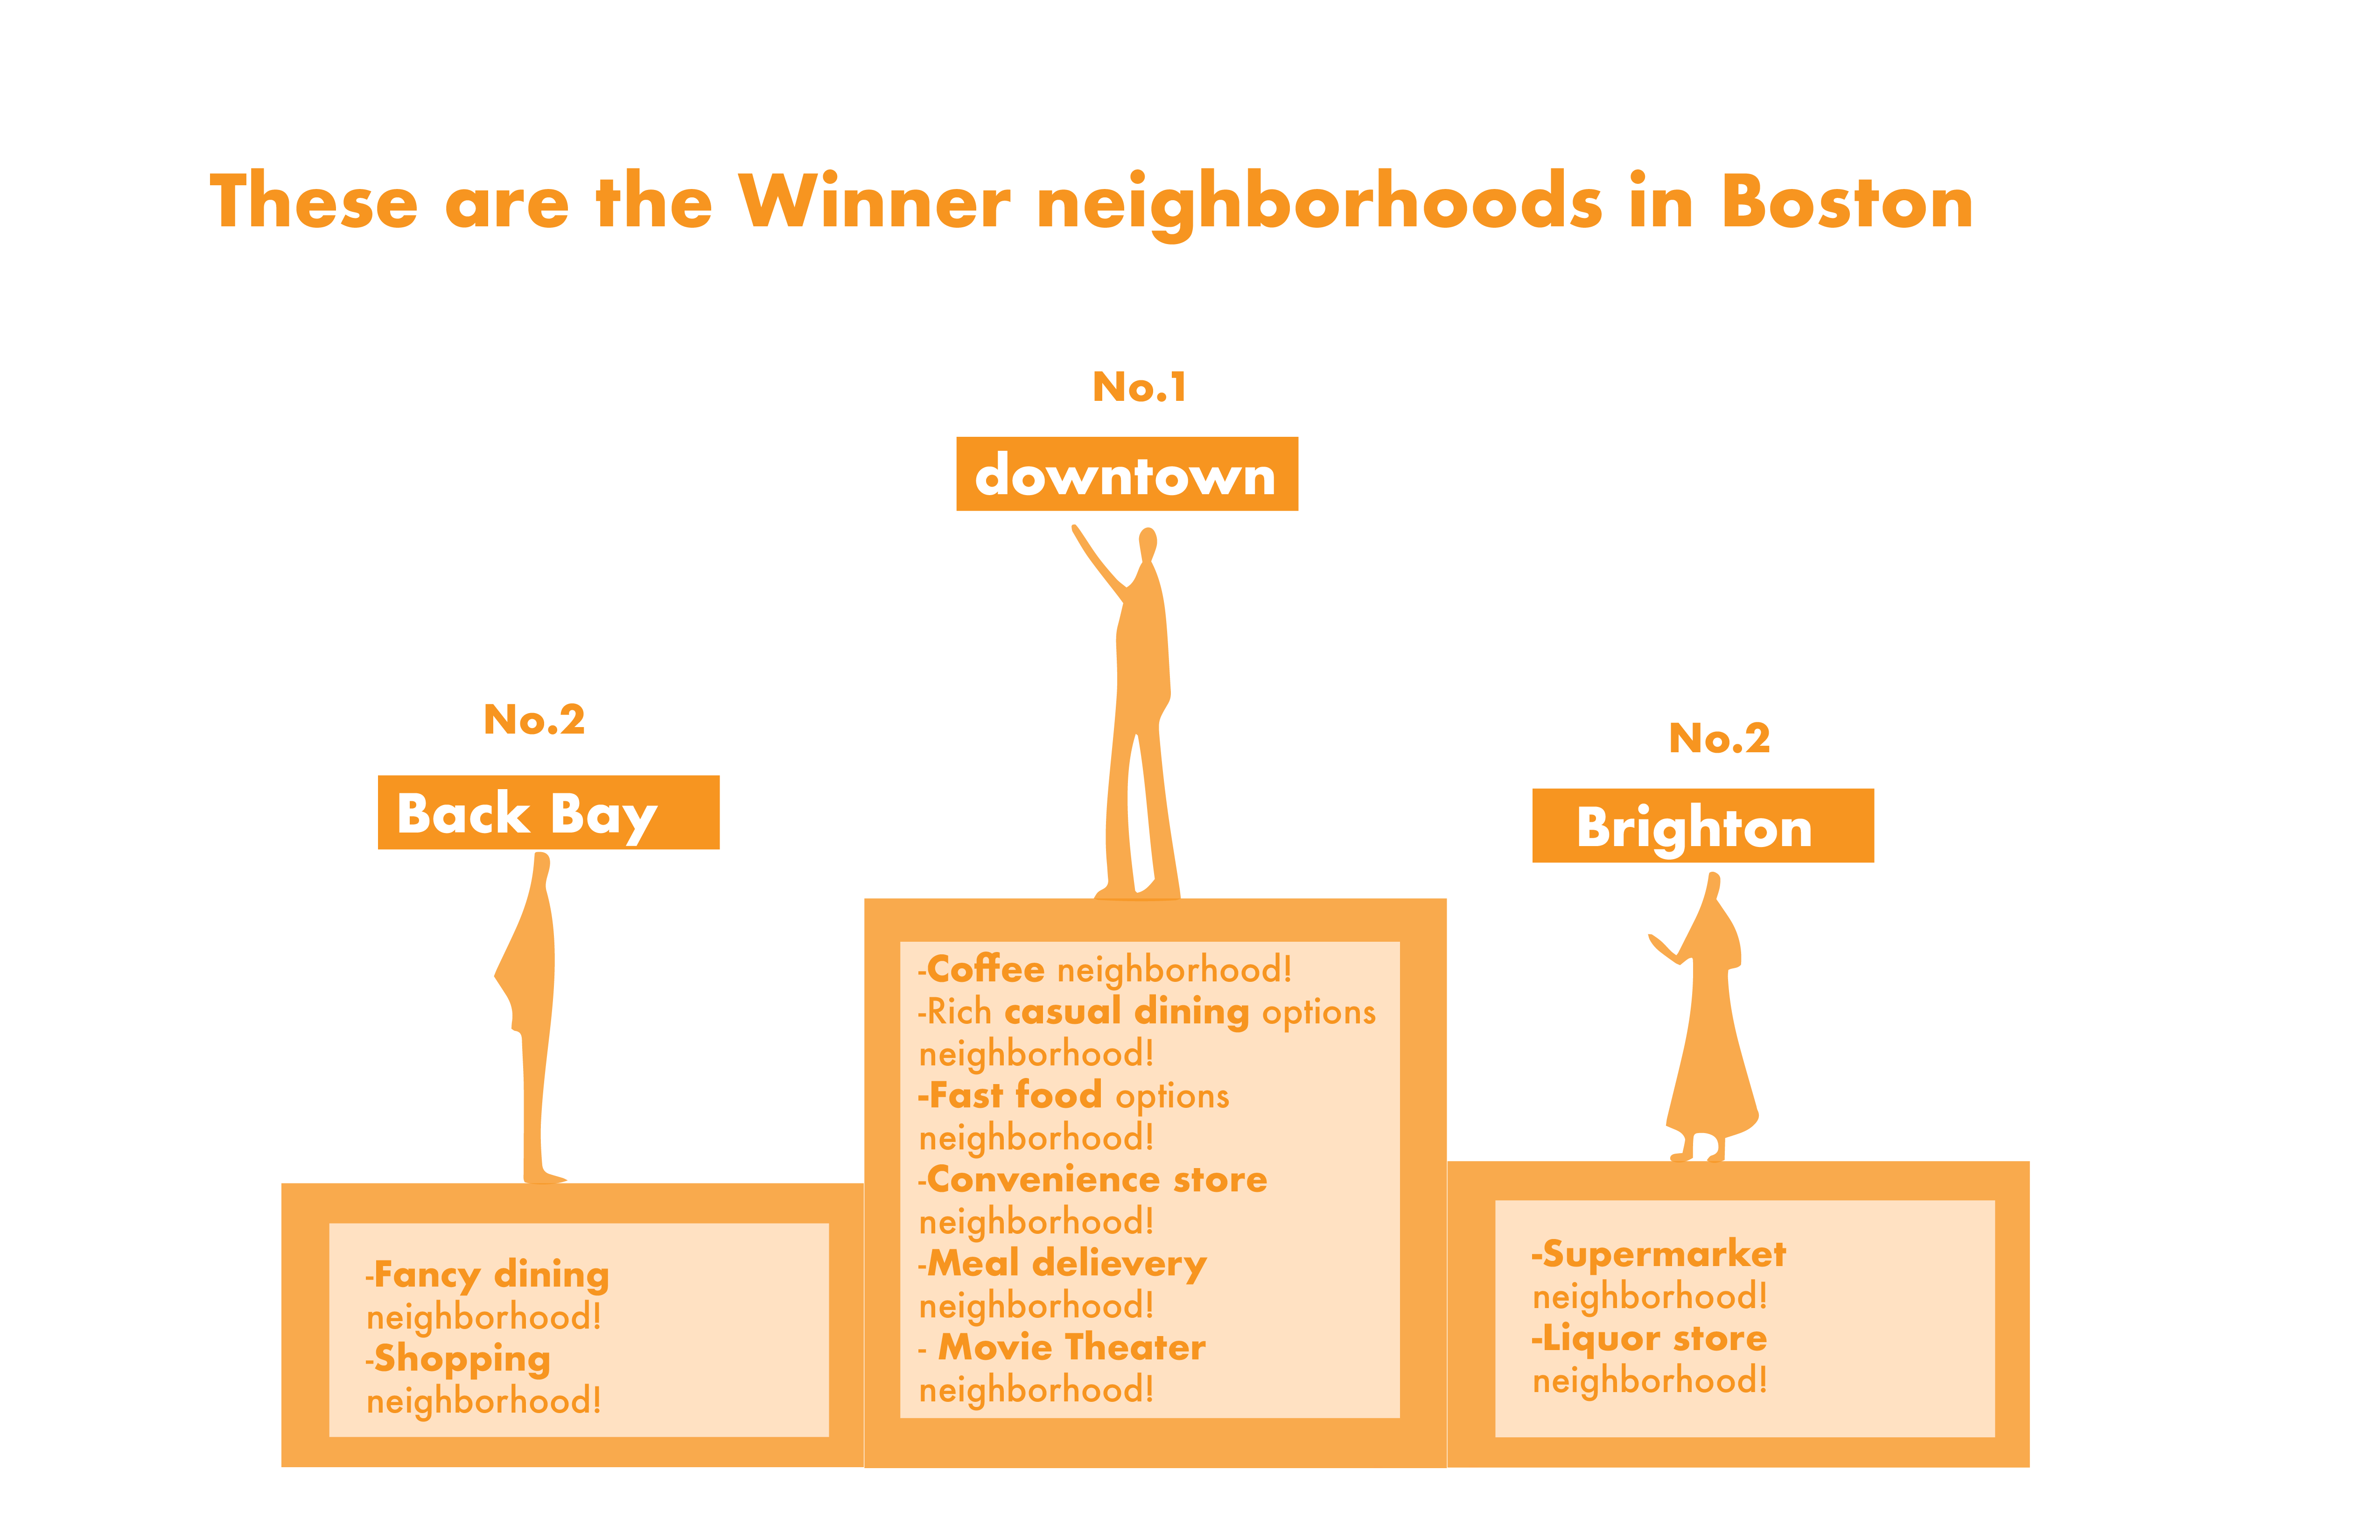 These are the Winner neighborhoods in Boston
No.1
downtown
No.2
Back Bay
No.2
Brighton
-Fancy dining
neighborhood!
-Shopping
neighborhood!
-Coffee neighborhood!
-Rich casual dining options
neighborhood!
-Fast food options
neighborhood!
-Convenience store
neighborhood!
-Meal delievery
neighborhood!
- Movie Theater
neighborhood!
-Supermarket
neighborhood!
-Liquor store
neighborhood!